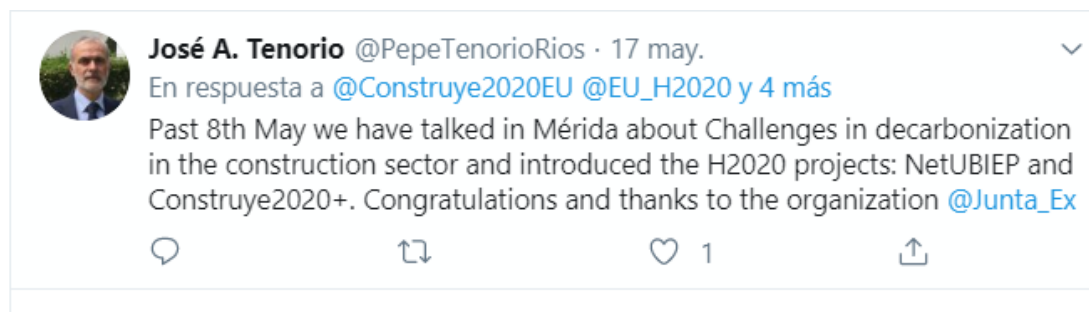 José A. Tenorio @PepeTenorioRios · 17 may.
En respuesta a @Construye2020EU @EU_H2020 y 4 más
Past 8th May we have talked in Mérida about Challenges in decarbonization
in the construction sector and introduced the H2020 projects: NetUBIEP and
Construye2020+. Congratulations and thanks to the organization @Junta_Ex
1